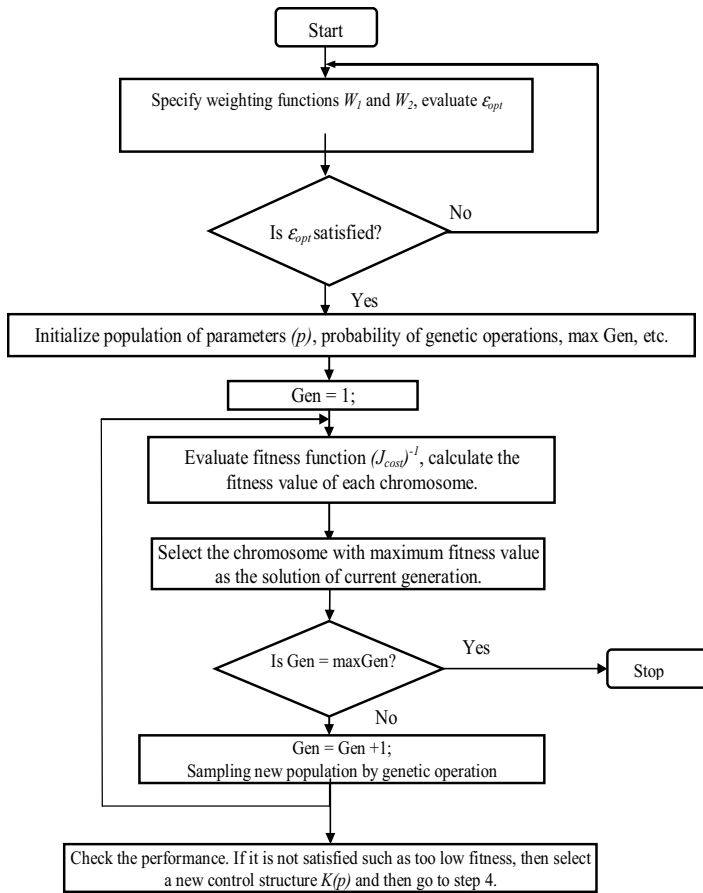 Start
Specify weighting functions W₁ and W₂, evaluate ε_opt
No
Is ε_opt satisfied?
Yes
Initialize population of parameters (p), probability of genetic operations, max Gen, etc.
Gen = 1;
Evaluate fitness function (J_cost)⁻¹, calculate the
fitness value of each chromosome.
Select the chromosome with maximum fitness value
as the solution of current generation.
Is Gen = maxGen?
Yes
Stop
No
Gen = Gen +1;
Sampling new population by genetic operation
Check the performance. If it is not satisfied such as too low fitness, then select
a new control structure K(p) and then go to step 4.